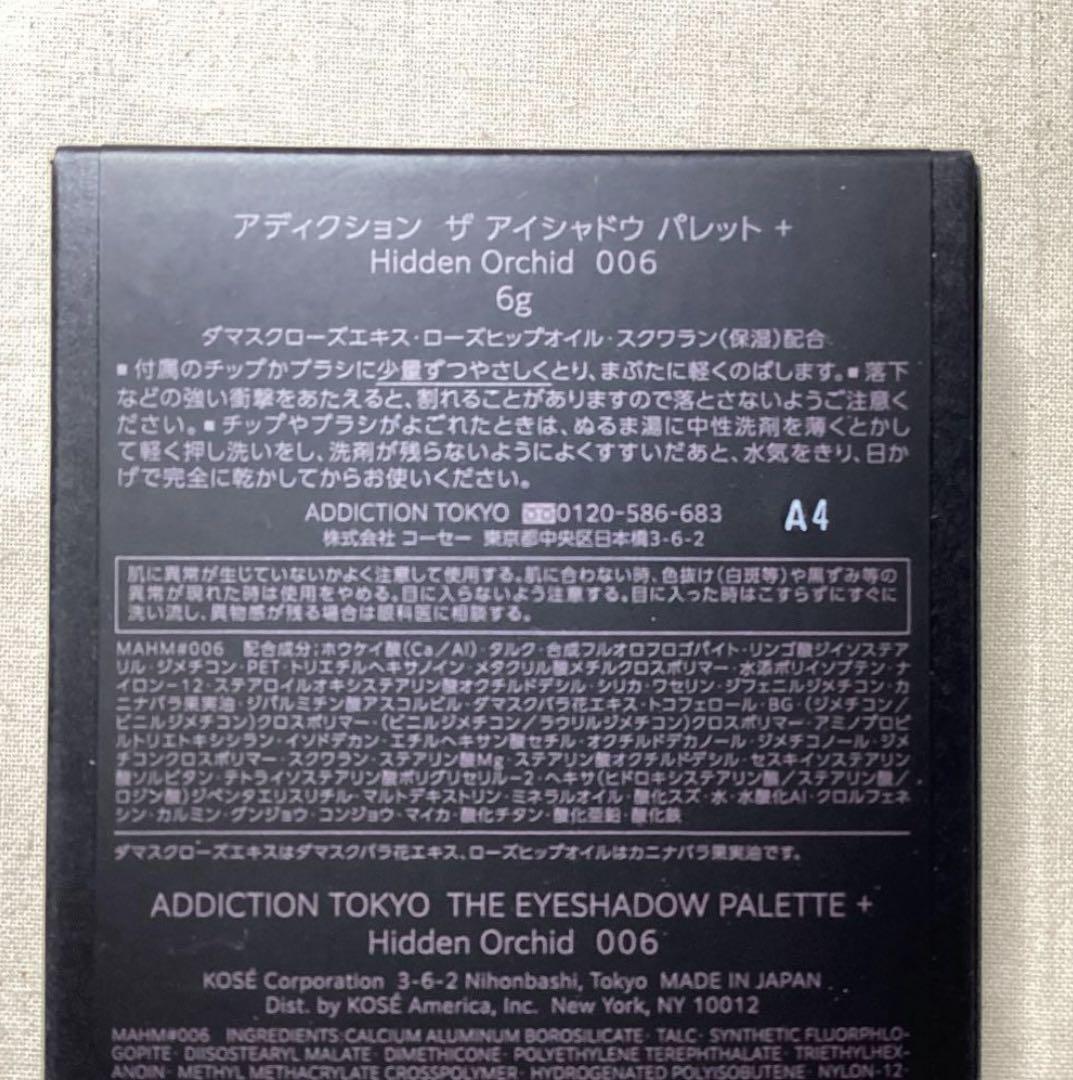 アディクション ザ アイシャドウ パレット +
Hidden Orchid 006
6g
ダマスクローズエキス・ローズヒップオイル・スクワラン(保湿)配合
■付属のチップかブラシに少量ずつやさしくとり、まぶたに軽くのばします。■落下
などの強い衝撃をあたえると、割れることがありますので落とさないようご注意く
ださい。■チップやブラシがよごれたときは、ぬるま湯に中性洗剤を薄くとかし
て軽く押し洗いをし、洗剤が残らないようによくすすいだあと、水気をきり、日か
げで完全に乾かしてからお使いください。
ADDICTION TOKYO 0120-586-683
A4
株式会社 コーセー 東京都中央区日本橋3-6-2
肌に異常が生じていないかよく注意して使用する。肌に合わない時、色抜け(白斑等)や黒ずみ等の
異常が現れた時は使用をやめる。目に入らないよう注意する。目に入った時はこすらずにすぐに
洗い流し、異物感が残る場合は眼科医に相談する。
MAHM#006 配合成分:ホウケイ酸(Ca/Al)・タルク・合成フルオロフロゴパイト・リンゴ酸ジイソステア
リル・ジメチコン・PET・トリエチルヘキサノイン・メタクリル酸メチルクロスポリマー・水添ポリイソブテン・ナ
イロン-12・ステアロイルオキシステアリン酸オクチルドデシル・シリカ・ワセリン・ジフェニルジメチコン・カ
ニナバラ果実油・ジパルミチン酸アスコルビル・ダマスクバラ花エキス・トコフェロール・BG・(ジメチコン/
ビニルジメチコン)クロスポリマー・(ビニルジメチコン/ラウリルジメチコン)クロスポリマー・アミノプロピ
ルトリエトキシシラン・イソドデカン・エチルヘキサン酸セチル・オクチルドデカノール・ジメチコノール・ジメ
チコンクロスポリマー・スクワラン・ステアリン酸Mg・ステアリン酸オクチルドデシル・セスキイソステアリン
酸ソルビタン・テトライソステアリン酸ポリグリセリル-2・ヘキサ(ヒドロキシステアリン酸/ステアリン酸/
ロジン酸)ジペンタエリスリチル・マルトデキストリン・ミネラルオイル・酸化スズ・水・水酸化Al・クロルフェネ
シン・カルミン・グンジョウ・コンジョウ・マイカ・酸化チタン・酸化亜鉛・酸化鉄
ダマスクローズエキスはダマスクバラ花エキス、ローズヒップオイルはカニナバラ果実油です。
ADDICTION TOKYO THE EYESHADOW PALETTE +
Hidden Orchid 006
KOSÉ Corporation 3-6-2 Nihonbashi, Tokyo MADE IN JAPAN
Dist. by KOSÉ America, Inc. New York, NY 10012
MAHM#006 INGREDIENTS:CALCIUM ALUMINUM BOROSILICATE・TALC・SYNTHETIC FLUORPHLO-
GOPITE・DIISOSTEARYL MALATE・DIMETHICONE・POLYETHYLENE TEREPHTHALATE・TRIETHYLHEX-
ANOIN・METHYL METHACRYLATE CROSSPOLYMER・HYDROGENATED POLYISOBUTENE・NYLON-12・